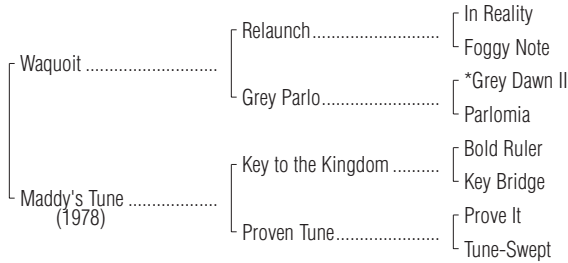 In Reality
Relaunch..............................
Foggy Note
Waquoit ...........................
*Grey Dawn II
Grey Parlo...........................
Parlomia
Bold Ruler
Key to the Kingdom ..........
Key Bridge
Maddy's Tune ....................
(1978)
Prove It
Proven Tune........................
Tune-Swept